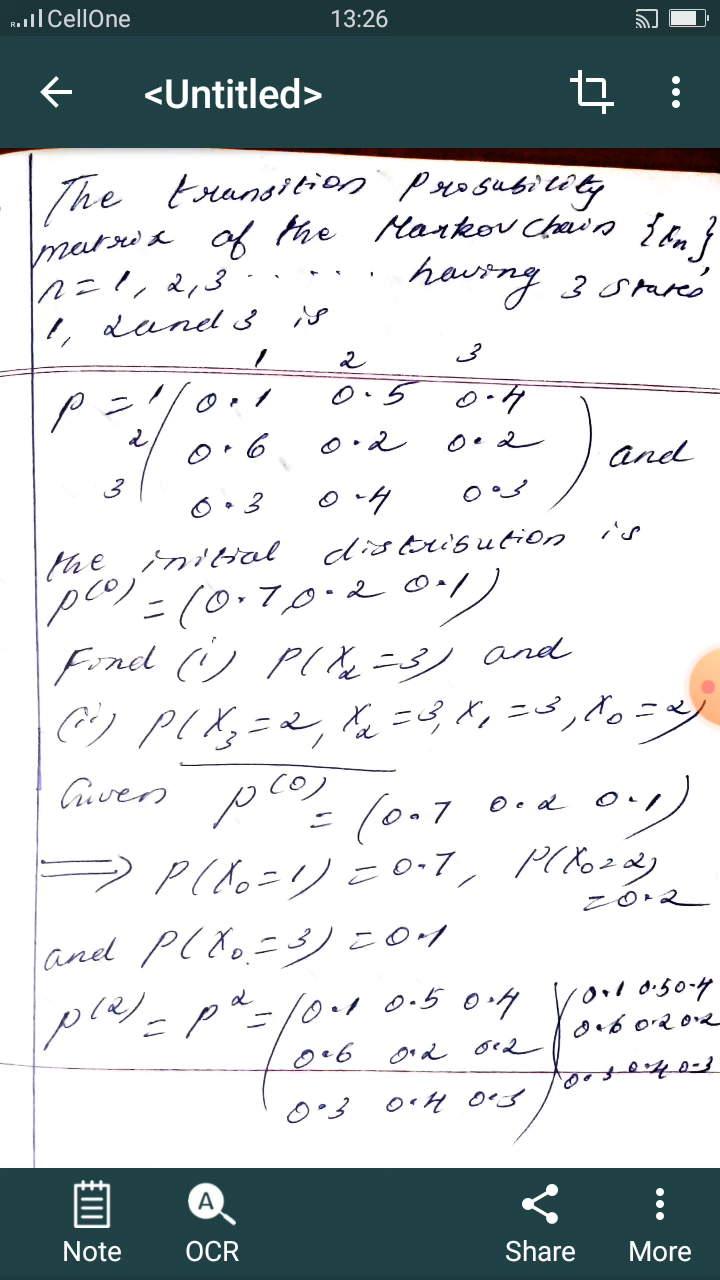 CellOne 13:26
<Untitled>
The transition Probability
matrix of the Markov Chain {Xn}
n = 1, 2, 3 ....... having 3 states
1, 2 and 3 is
1 2 3
P = 1 ( 0.1 0.5 0.4
2 0.6 0.2 0.2 ) and
3 0.3 0.4 0.3
the initial distribution is
p(0) = (0.7 0.2 0.1)
Find (i) P(X2 = 3) and
(ii) P(X3 = 2, X2 = 3, X1 = 3, X0 = 2)
Given p(0) = (0.7 0.2 0.1)
⟹ P(X0 = 1) = 0.7, P(X0 = 2)
= 0.2
and P(X0 = 3) = 0.1
p(2) = P2 = (0.1 0.5 0.4 ) (0.1 0.5 0.4
0.6 0.2 0.2 0.6 0.2 0.2
0.3 0.4 0.3 0.3 0.4 0.3
Note OCR Share More